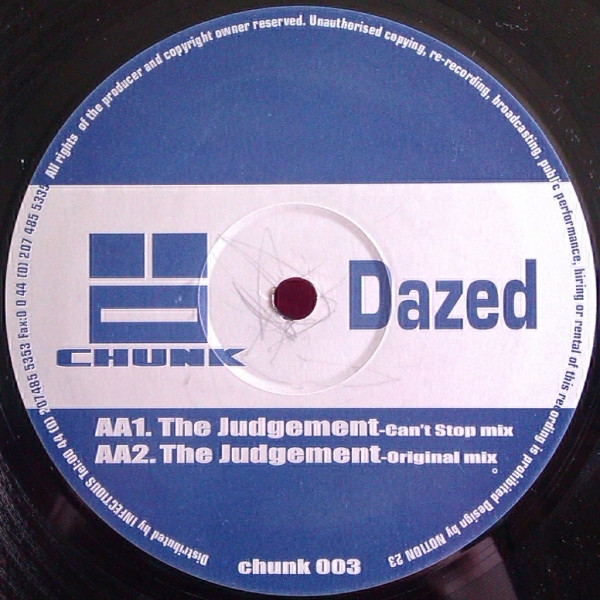 All rights of the producer and copyright owner reserved. Unauthorised copying, re-recording, broadcasting, public performance, hiring or rental of this recording is prohibited Design by NOTION 23
CHUNK
Dazed
AA1. The Judgement-Can't Stop mix
AA2. The Judgement-Original mix
chunk 003
Distributed by INFECTIOUS Tel:00 44 (0) 207 485 5353 Fax:0 0 44 (0) 207 485 5335